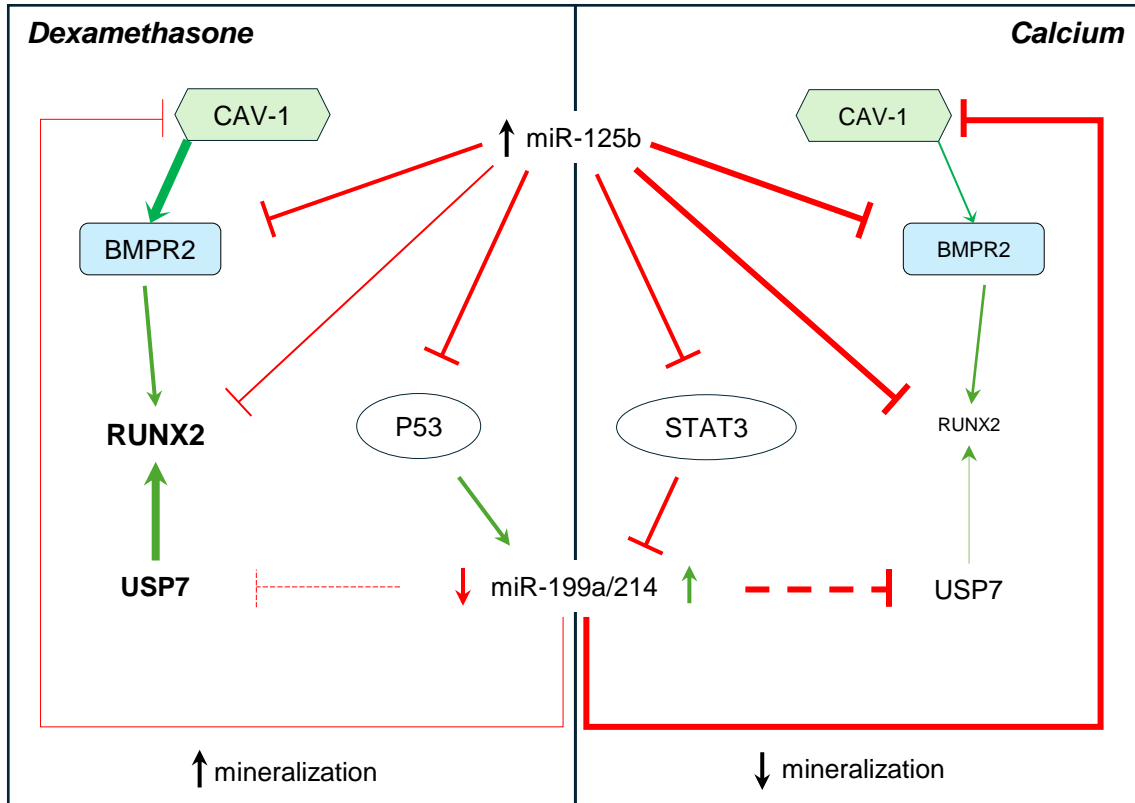 Dexamethasone
Calcium
CAV-1
CAV-1
miR-125b
BMPR2
BMPR2
RUNX2
P53
STAT3
RUNX2
USP7
miR-199a/214
USP7
mineralization
mineralization